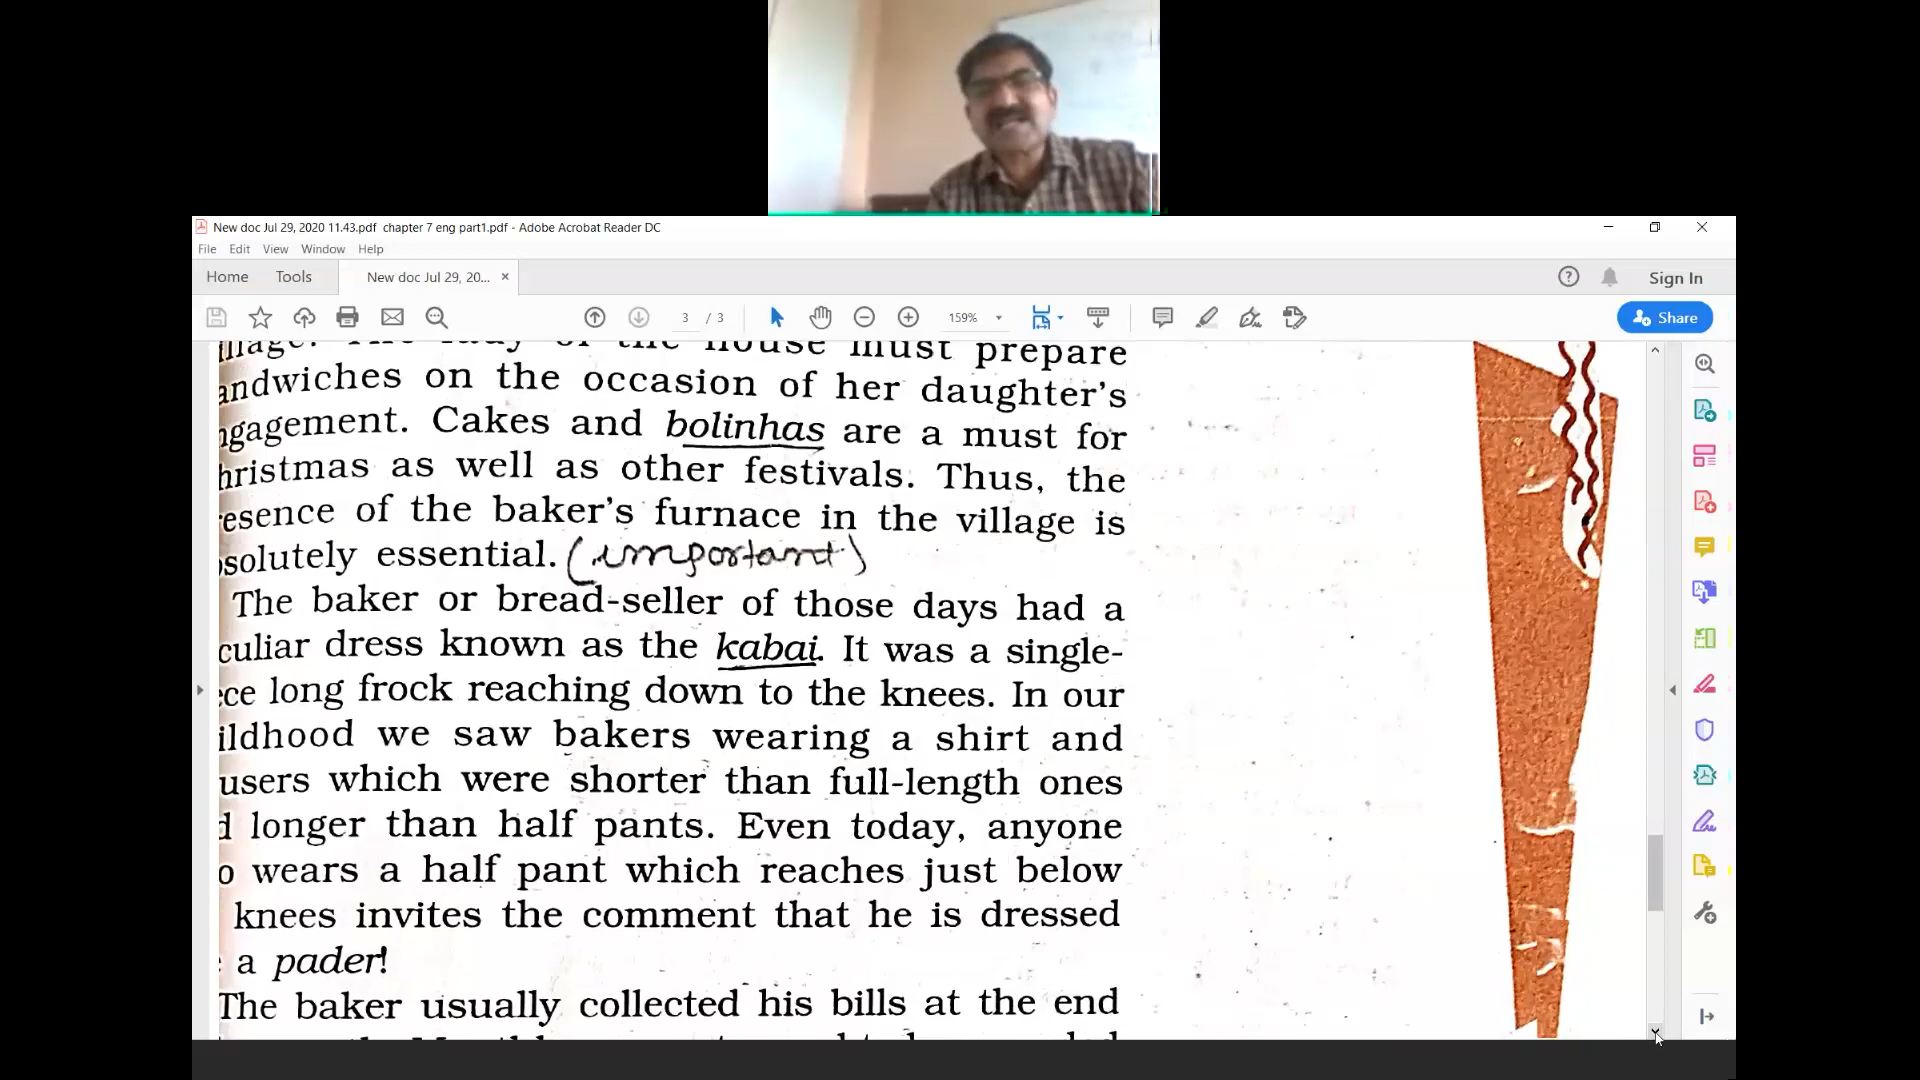 New doc Jul 29, 2020 11.43.pdf chapter 7 eng part1.pdf - Adobe Acrobat Reader DC
File Edit View Window Help
Home Tools New doc Jul 29, 20... × Sign In
3 / 3 159% Share
house must prepare
andwiches on the occasion of her daughter's
ngagement. Cakes and bolinhas are a must for
hristmas as well as other festivals. Thus, the
esence of the baker's furnace in the village is
solutely essential. (important)
The baker or bread-seller of those days had a
culiar dress known as the kabai. It was a single-
ece long frock reaching down to the knees. In our
ildhood we saw bakers wearing a shirt and
users which were shorter than full-length ones
d longer than half pants. Even today, anyone
o wears a half pant which reaches just below
knees invites the comment that he is dressed
a pader!
The baker usually collected his bills at the end